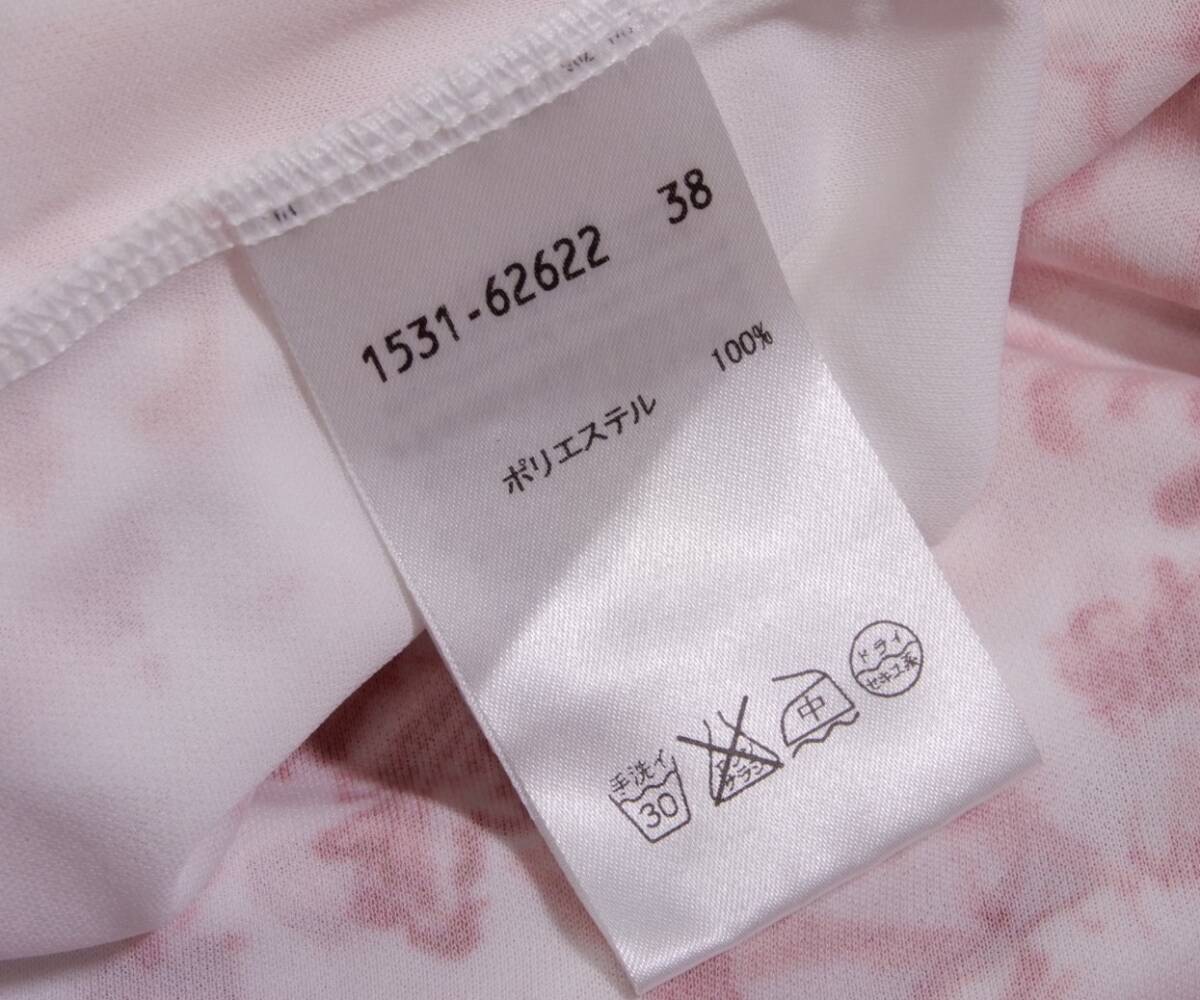 1531-62622 38
ポリエステル 100%
手洗イ
30
エンソ
サラシ
中
ドライ
セキユ系